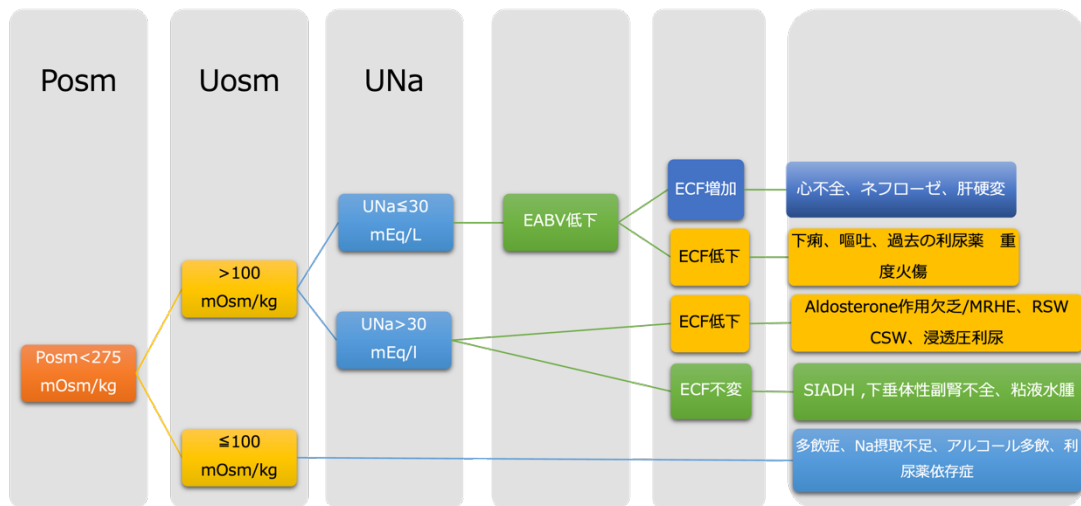 Posm
Uosm
UNa
Posm<275
mOsm/kg
>100
mOsm/kg
≦100
mOsm/kg
UNa≦30
mEq/L
UNa>30
mEq/l
EABV低下
ECF増加
ECF低下
ECF低下
ECF不変
心不全、ネフローゼ、肝硬変
下痢、嘔吐、過去の利尿薬　重
度火傷
Aldosterone作用欠乏/MRHE、RSW
CSW、浸透圧利尿
SIADH ,下垂体性副腎不全、粘液水腫
多飲症、Na摂取不足、アルコール多飲、利
尿薬依存症